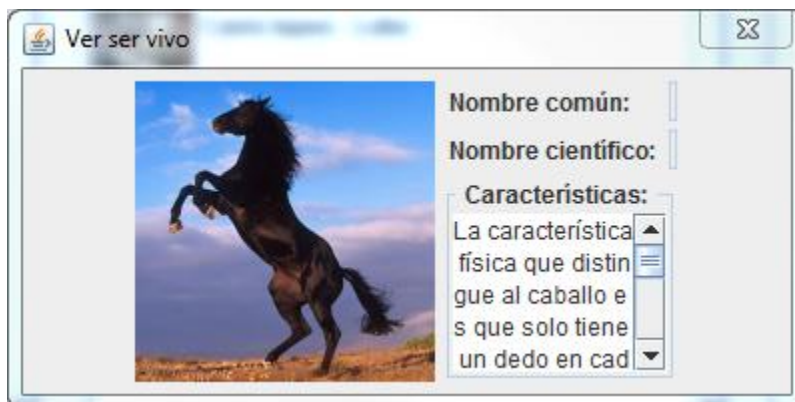 Ver ser vivo
Nombre común:
Nombre científico:
Características:
La característica
física que distin
gue al caballo e
s que solo tiene
un dedo en cad